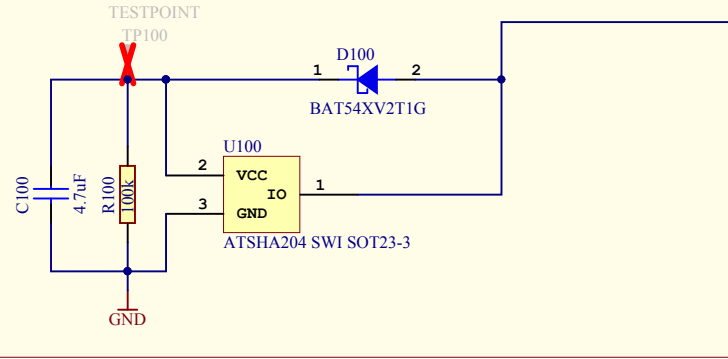 TESTPOINT
TP100
D100
1
2
BAT54XV2T1G
U100
2
VCC
IO
1
3
GND
ATSHA204 SWI SOT23-3
C100
4.7uF
R100
100k
GND